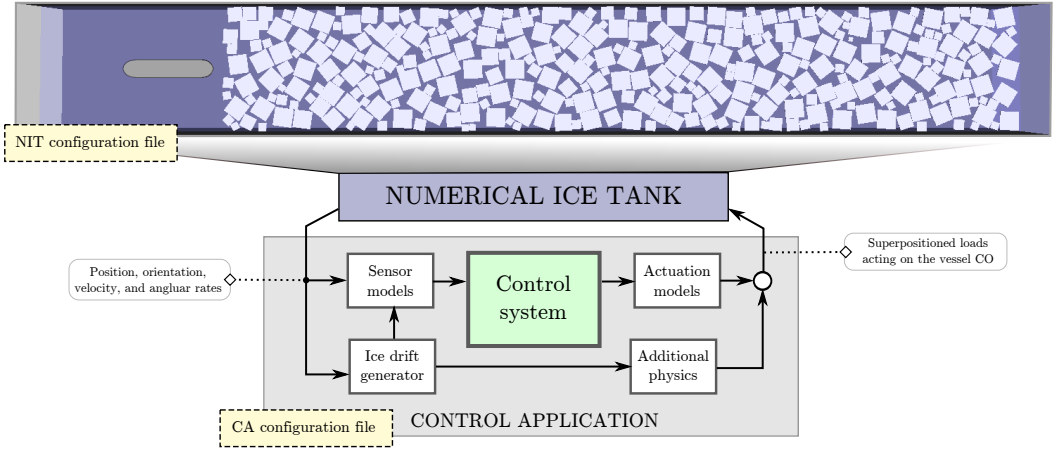 NIT configuration file
NUMERICAL ICE TANK
Superpositioned loads
acting on the vessel CO
Position, orientation,
velocity, and angluar rates
Sensor
models
Control
system
Actuation
models
Ice drift
generator
Additional
physics
CONTROL APPLICATION
CA configuration file